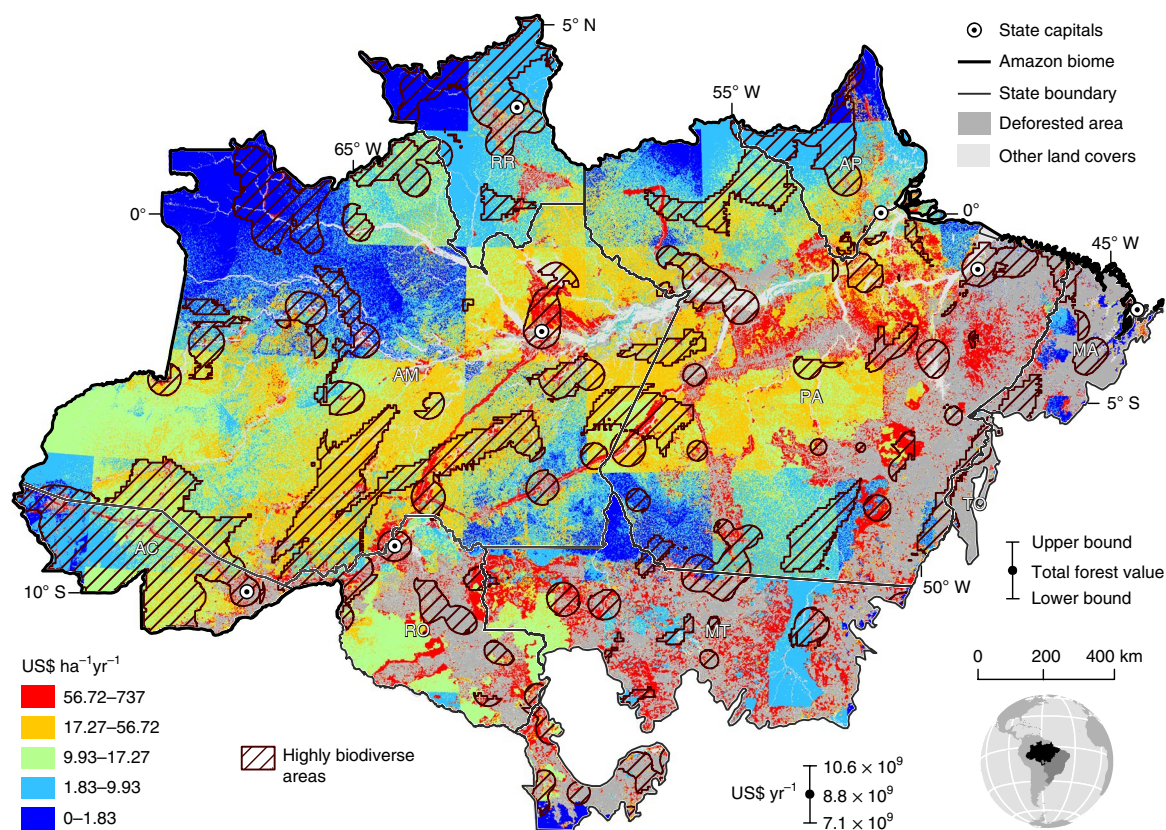 5° N
State capitals
Amazon biome
State boundary
Deforested area
Other land covers
55° W
65° W
RR
AP
0°
0°
45° W
MA
AM
PA
5° S
TO
AC
10° S
50° W
Upper bound
Total forest value
Lower bound
RO
MT
US$ ha⁻¹yr⁻¹
56.72–737
17.27–56.72
9.93–17.27
1.83–9.93
0–1.83
Highly biodiverse
areas
0 200 400 km
US$ yr⁻¹
10.6 × 10⁹
8.8 × 10⁹
7.1 × 10⁹